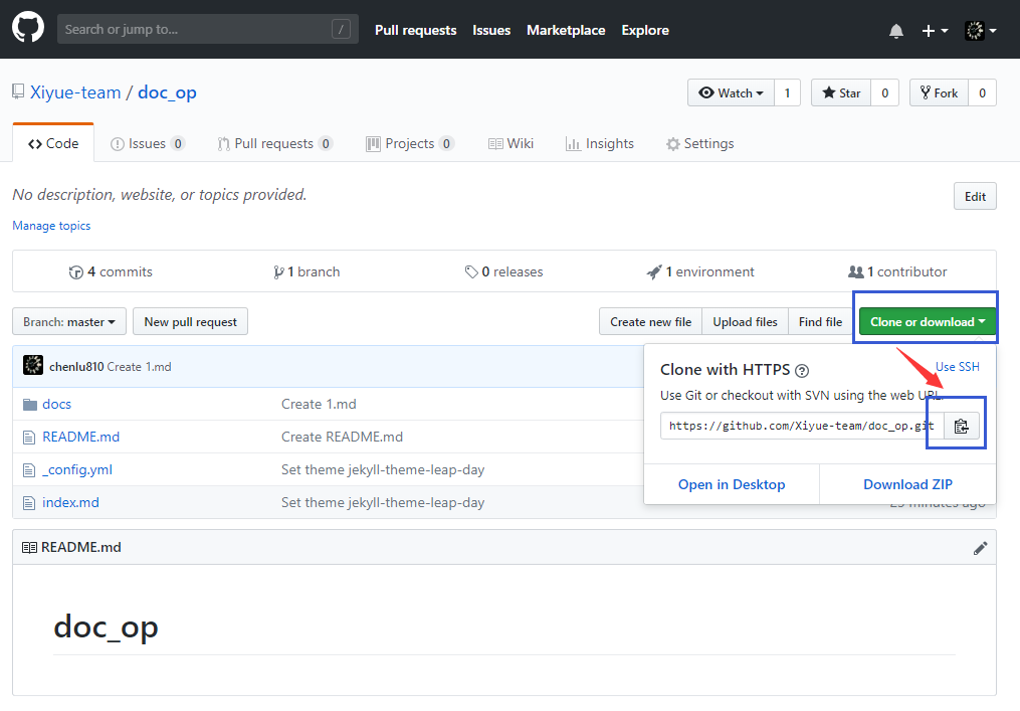 Search or jump to... / Pull requests Issues Marketplace Explore
Xiyue-team / doc_op Watch 1 Star 0 Fork 0
Code Issues 0 Pull requests 0 Projects 0 Wiki Insights Settings
No description, website, or topics provided. Edit
Manage topics
4 commits 1 branch 0 releases 1 environment 1 contributor
Branch: master New pull request Create new file Upload files Find file Clone or download
chenlu810 Create 1.md
Clone with HTTPS ? Use SSH
Use Git or checkout with SVN using the web URL.
https://github.com/Xiyue-team/doc_op.git
Open in Desktop Download ZIP
docs Create 1.md
README.md Create README.md
_config.yml Set theme jekyll-theme-leap-day
index.md Set theme jekyll-theme-leap-day minutes ago
README.md
doc_op